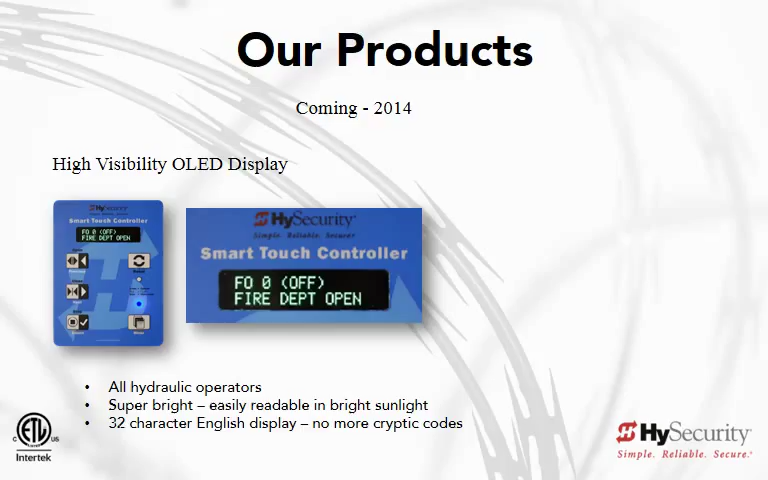 Our Products
Coming - 2014
High Visibility OLED Display
HySecurity
Smart Touch Controller
FO 0 (OFF)
FIRE DEPT OPEN
HySecurity
Simple. Reliable. Secure.
Smart Touch Controller
FO 0 (OFF)
FIRE DEPT OPEN
• All hydraulic operators
• Super bright – easily readable in bright sunlight
• 32 character English display – no more cryptic codes
C ETL US
Intertek
HySecurity
Simple. Reliable. Secure.